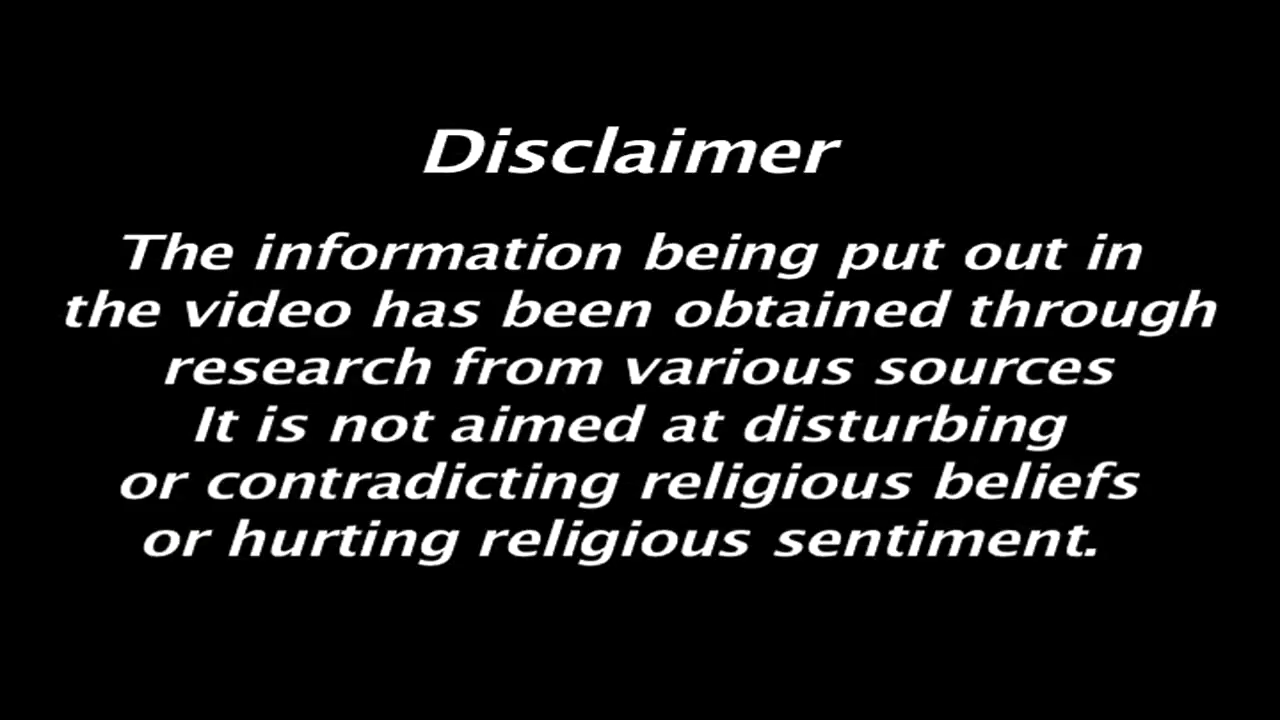 Disclaimer
The information being put out in
the video has been obtained through
research from various sources
It is not aimed at disturbing
or contradicting religious beliefs
or hurting religious sentiment.